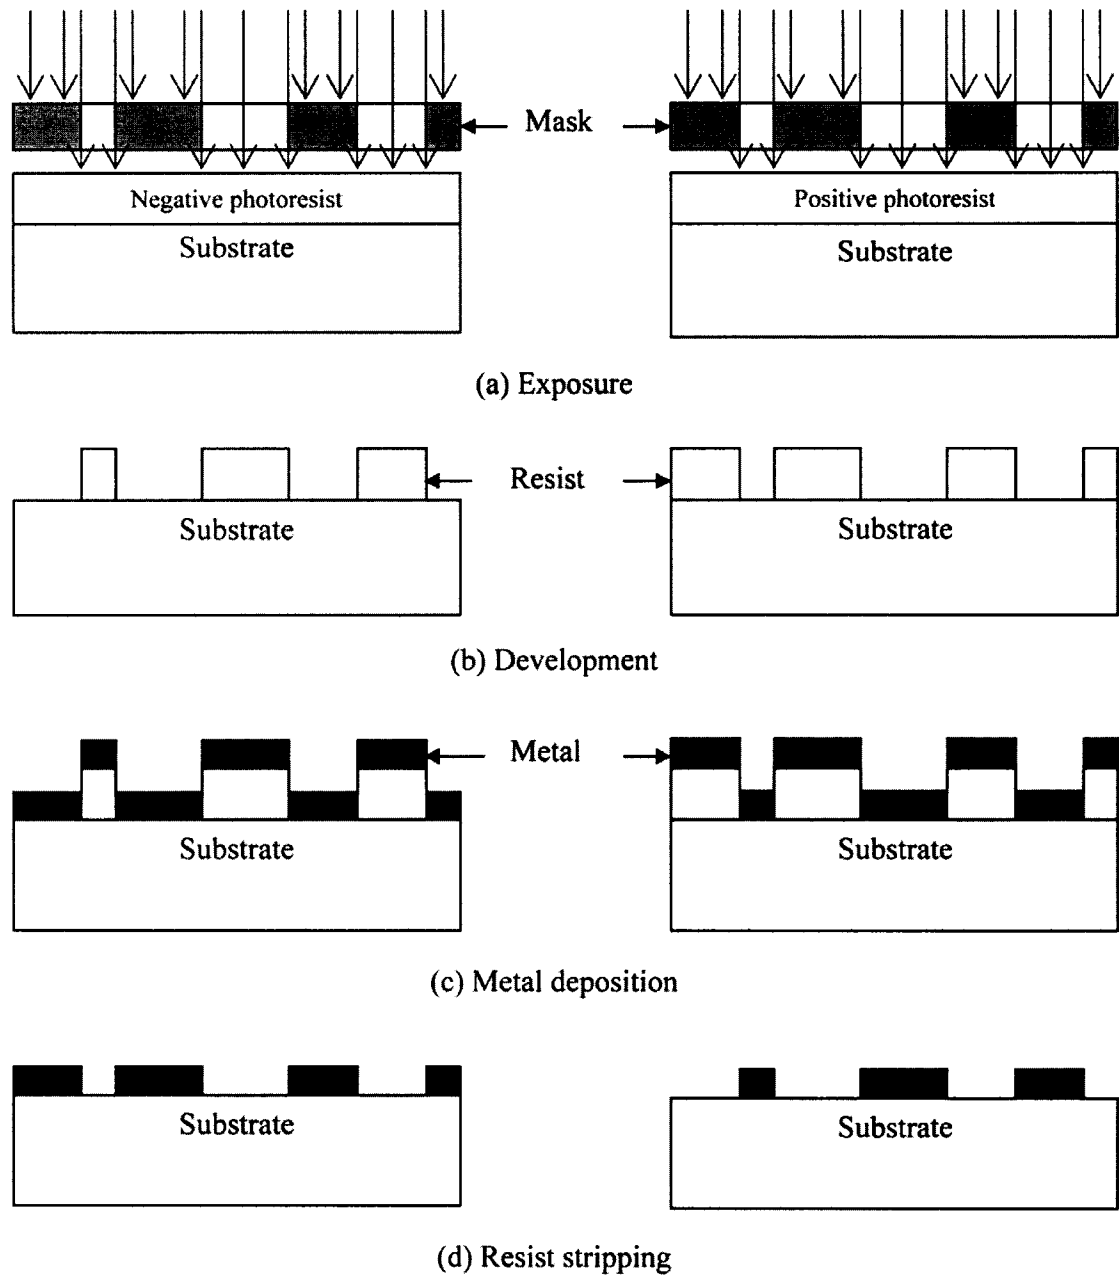 Mask
Negative photoresist
Positive photoresist
Substrate
Substrate
(a) Exposure
Resist
Substrate
Substrate
(b) Development
Metal
Substrate
Substrate
(c) Metal deposition
Substrate
Substrate
(d) Resist stripping